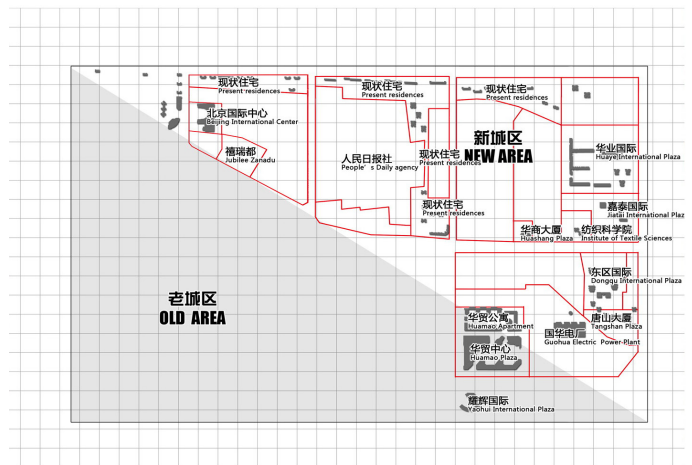 现状住宅
Present residences
现状住宅
Present residences
现状住宅
Present residences
北京国际中心
Beijing International Center
禧瑞都
Jubilee Zanadu
人民日报社
People's Daily agency
现状住宅
Present residences
新城区
NEW AREA
华业国际
Huaye International Plaza
现状住宅
Present residences
嘉泰国际
Jiatai International Plaza
华商大厦
Huashang Plaza
纺织科学院
Institute of Textile Sciences
东区国际
Dongqu International Plaza
老城区
OLD AREA
华贸公寓
Huamao Apartment
唐山大厦
Tangshan Plaza
国华电厂
Guohua Electric Power Plant
华贸中心
Huamao Plaza
耀辉国际
Yaohui International Plaza